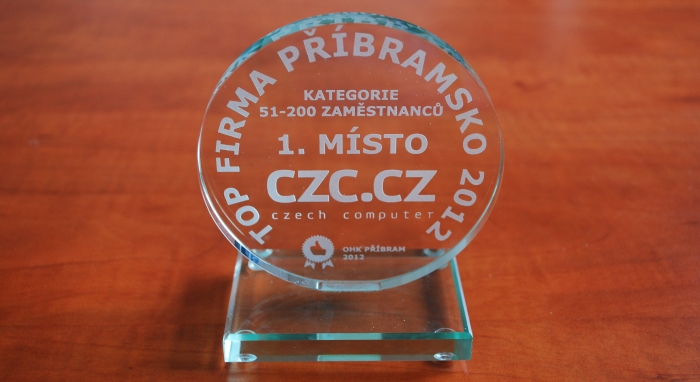 TOP FIRMA PŘÍBRAMSKO 2012
KATEGORIE
51-200 ZAMĚSTNANCŮ
1. MÍSTO
CZC.CZ
czech computer
OHK PŘÍBRAM
2012